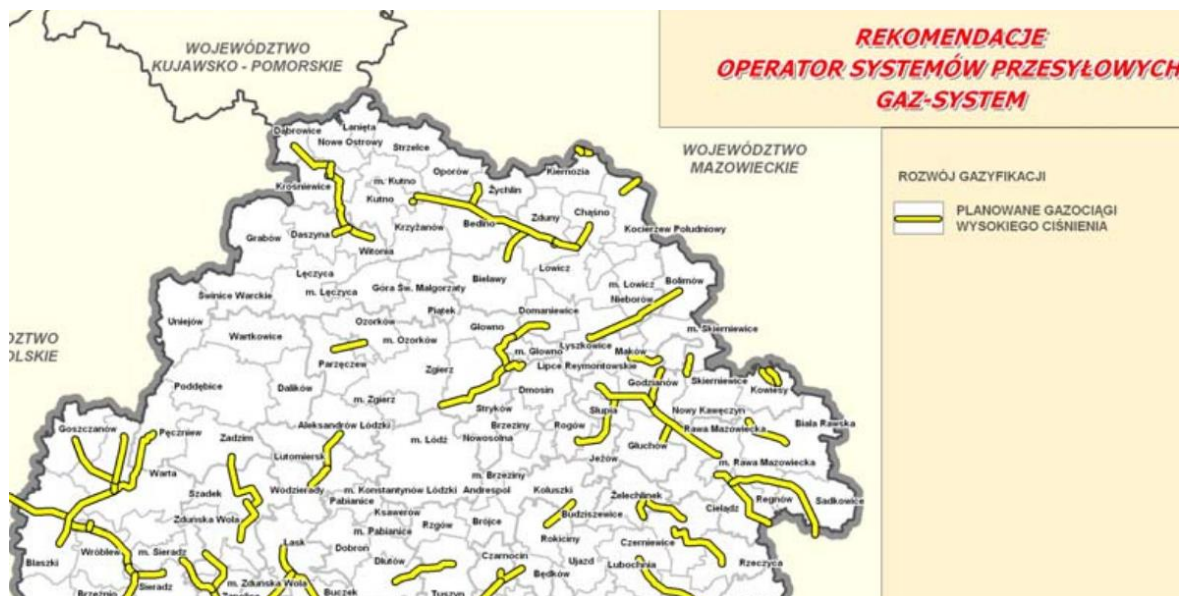 WOJEWÓDZTWO
KUJAWSKO - POMORSKIE
REKOMENDACJE
OPERATOR SYSTEMÓW PRZESYŁOWYCH
GAZ-SYSTEM
WOJEWÓDZTWO
MAZOWIECKIE
ROZWÓJ GAZYFIKACJI
PLANOWANE GAZOCIĄGI
WYSOKIEGO CIŚNIENIA
DZTWO
OLSKIE
Łanięta
Dąbrowice
Nowe Ostrowy
Strzelce
Oporów
Kiernozia
Krośniewice
m. Kutno
Żychlin
Kutno
Chąśno
Zduny
Bedlno
Krzyżanów
Daszyna
Kocierzew Południowy
Grabów
Witonia
Łowicz
Łęczyca
Bielawy
m. Łęczyca
Góra Św. Małgorzaty
m. Łowicz
Bolimów
Świnice Warckie
Nieborów
Piątek
Domaniewice
Uniejów
Ozorków
Głowno
m. Skierniewice
Wartkowice
m. Ozorków
Łyszkowice
m. Głowno
Maków
Parzęczew
Zgierz
Lipce Reymontowskie
Godzianów
Skierniewice
Kowiesy
Poddębice
Dalików
Dmosin
m. Zgierz
Stryków
Słupia
Nowy Kawęczyn
Goszczanów
Pęczniew
Zadzim
Aleksandrów Łódzki
Brzeziny
Rogów
Rawa Mazowiecka
Biała Rawska
m. Łódź
Nowosolna
Głuchów
Lutomiersk
Jeżów
m. Rawa Mazowiecka
Warta
m. Brzeziny
Szadek
Wodzierady
m. Konstantynów Łódzki
Andrespol
Koluszki
Żelechlinek
Regnów
Sadkowice
Pabianice
Cielądz
Ksawerów
Budziszewice
Zduńska Wola
Rzgów
Brójce
m. Pabianice
Rokiciny
Czerniewice
Wróblew
m. Sieradz
Łask
Dobroń
Błaszki
Dłutów
Czarnocin
Ujazd
Lubochnia
Rzeczyca
Będków
m. Zduńska Wola
Sieradz
Buczek
Tuszyn
Brzeźnio